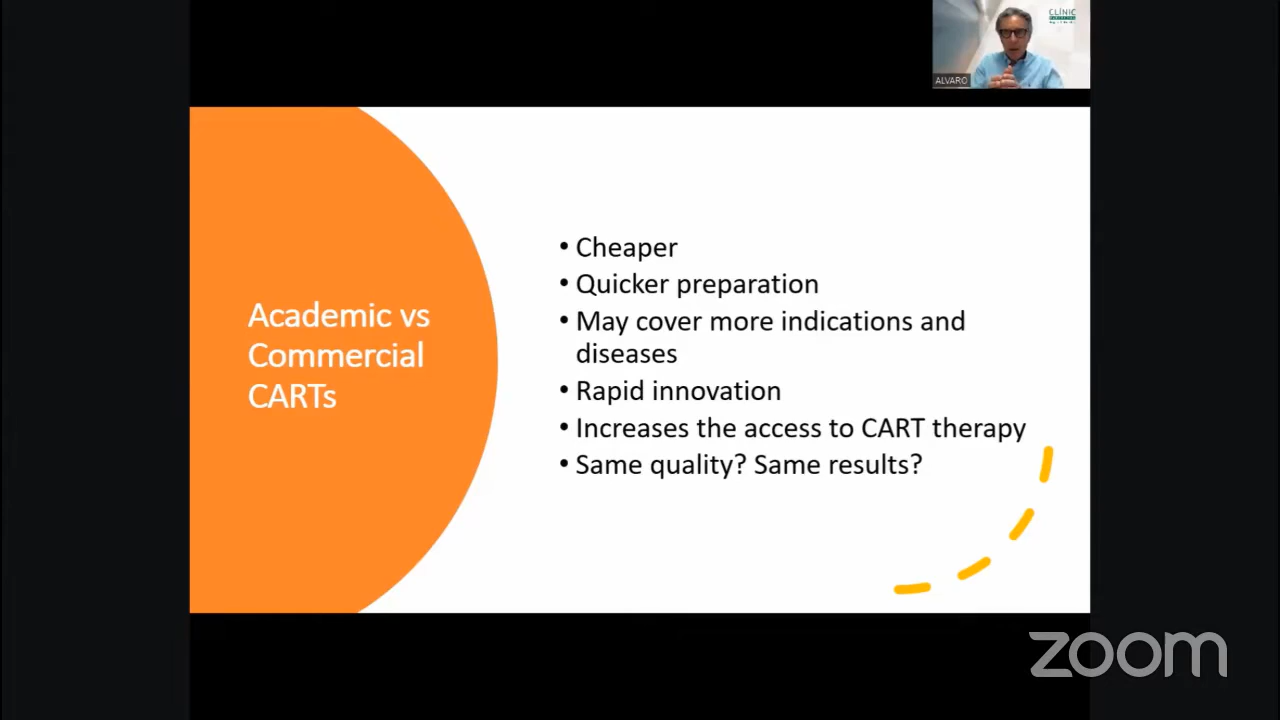 CLÍNIC
ALVARO
Academic vs
Commercial
CARTs
• Cheaper
• Quicker preparation
• May cover more indications and
diseases
• Rapid innovation
• Increases the access to CART therapy
• Same quality? Same results?
zoom